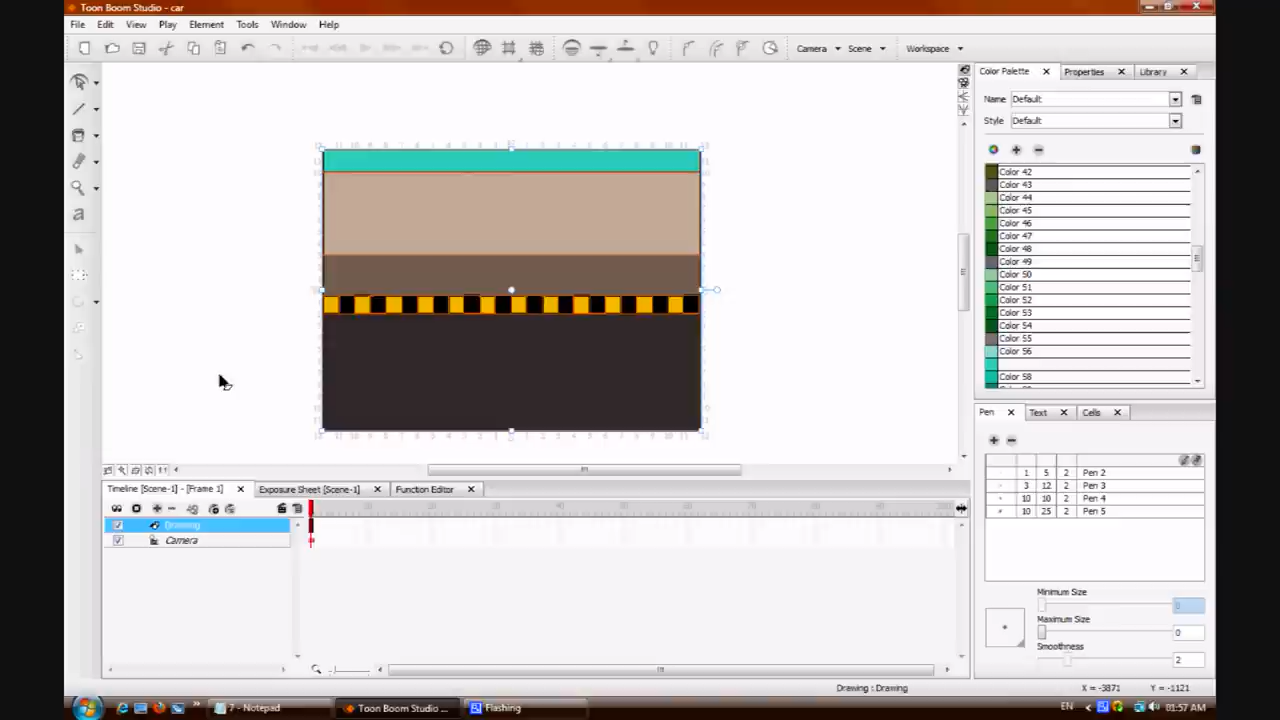 Toon Boom Studio - car
File Edit View Play Element Tools Window Help
Camera Scene Workspace
Color Palette Properties Library
Name Default
Style Default
Color 42
Color 43
Color 44
Color 45
Color 46
Color 47
Color 48
Color 49
Color 50
Color 51
Color 52
Color 53
Color 54
Color 55
Color 56
Color 58
Pen Text Cells
1 5 2 Pen 2
3 12 2 Pen 3
10 10 2 Pen 4
10 25 2 Pen 5
Timeline [Scene-1] - [Frame 1] Exposure Sheet [Scene-1] Function Editor
Drawing
Camera
Minimum Size
0
Maximum Size
0
Smoothness
2
Drawing : Drawing X = -3871 Y = -1121
7 - Notepad Toon Boom Studio ... Flashing EN 01:57 AM